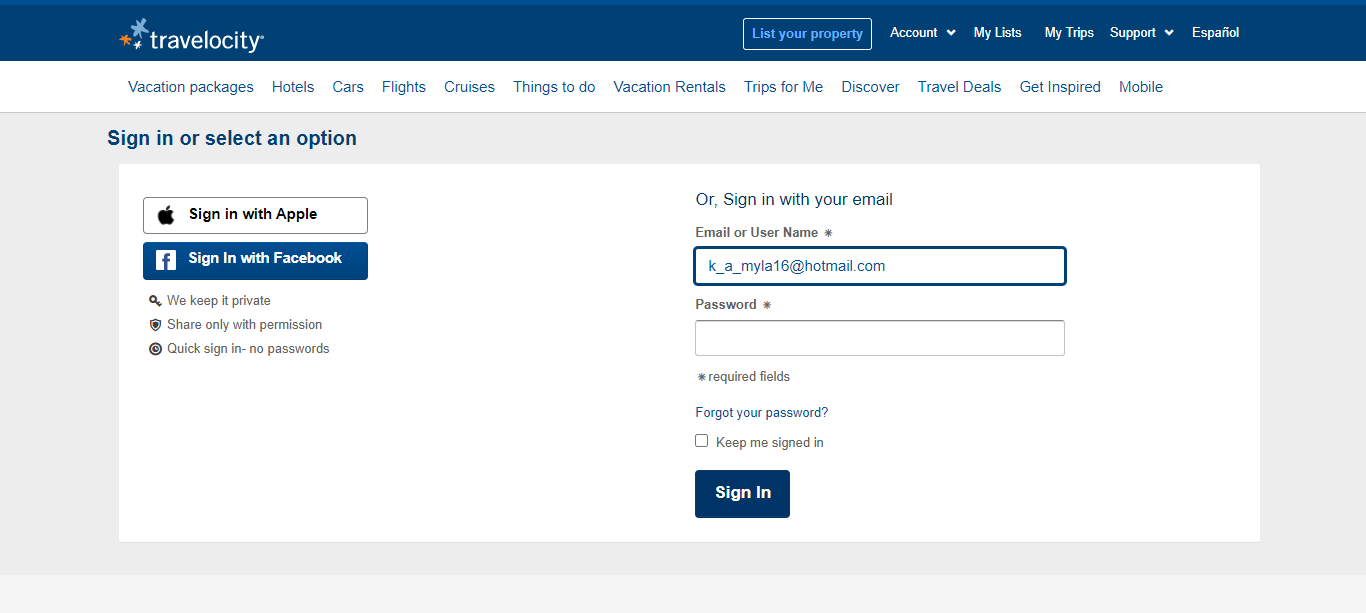 travelocity
List your property Account My Lists My Trips Support Español
Vacation packages Hotels Cars Flights Cruises Things to do Vacation Rentals Trips for Me Discover Travel Deals Get Inspired Mobile
Sign in or select an option
Sign in with Apple
Sign In with Facebook
We keep it private
Share only with permission
Quick sign in- no passwords
Or, Sign in with your email
Email or User Name *
k_a_myla16@hotmail.com
Password *
* required fields
Forgot your password?
Keep me signed in
Sign In